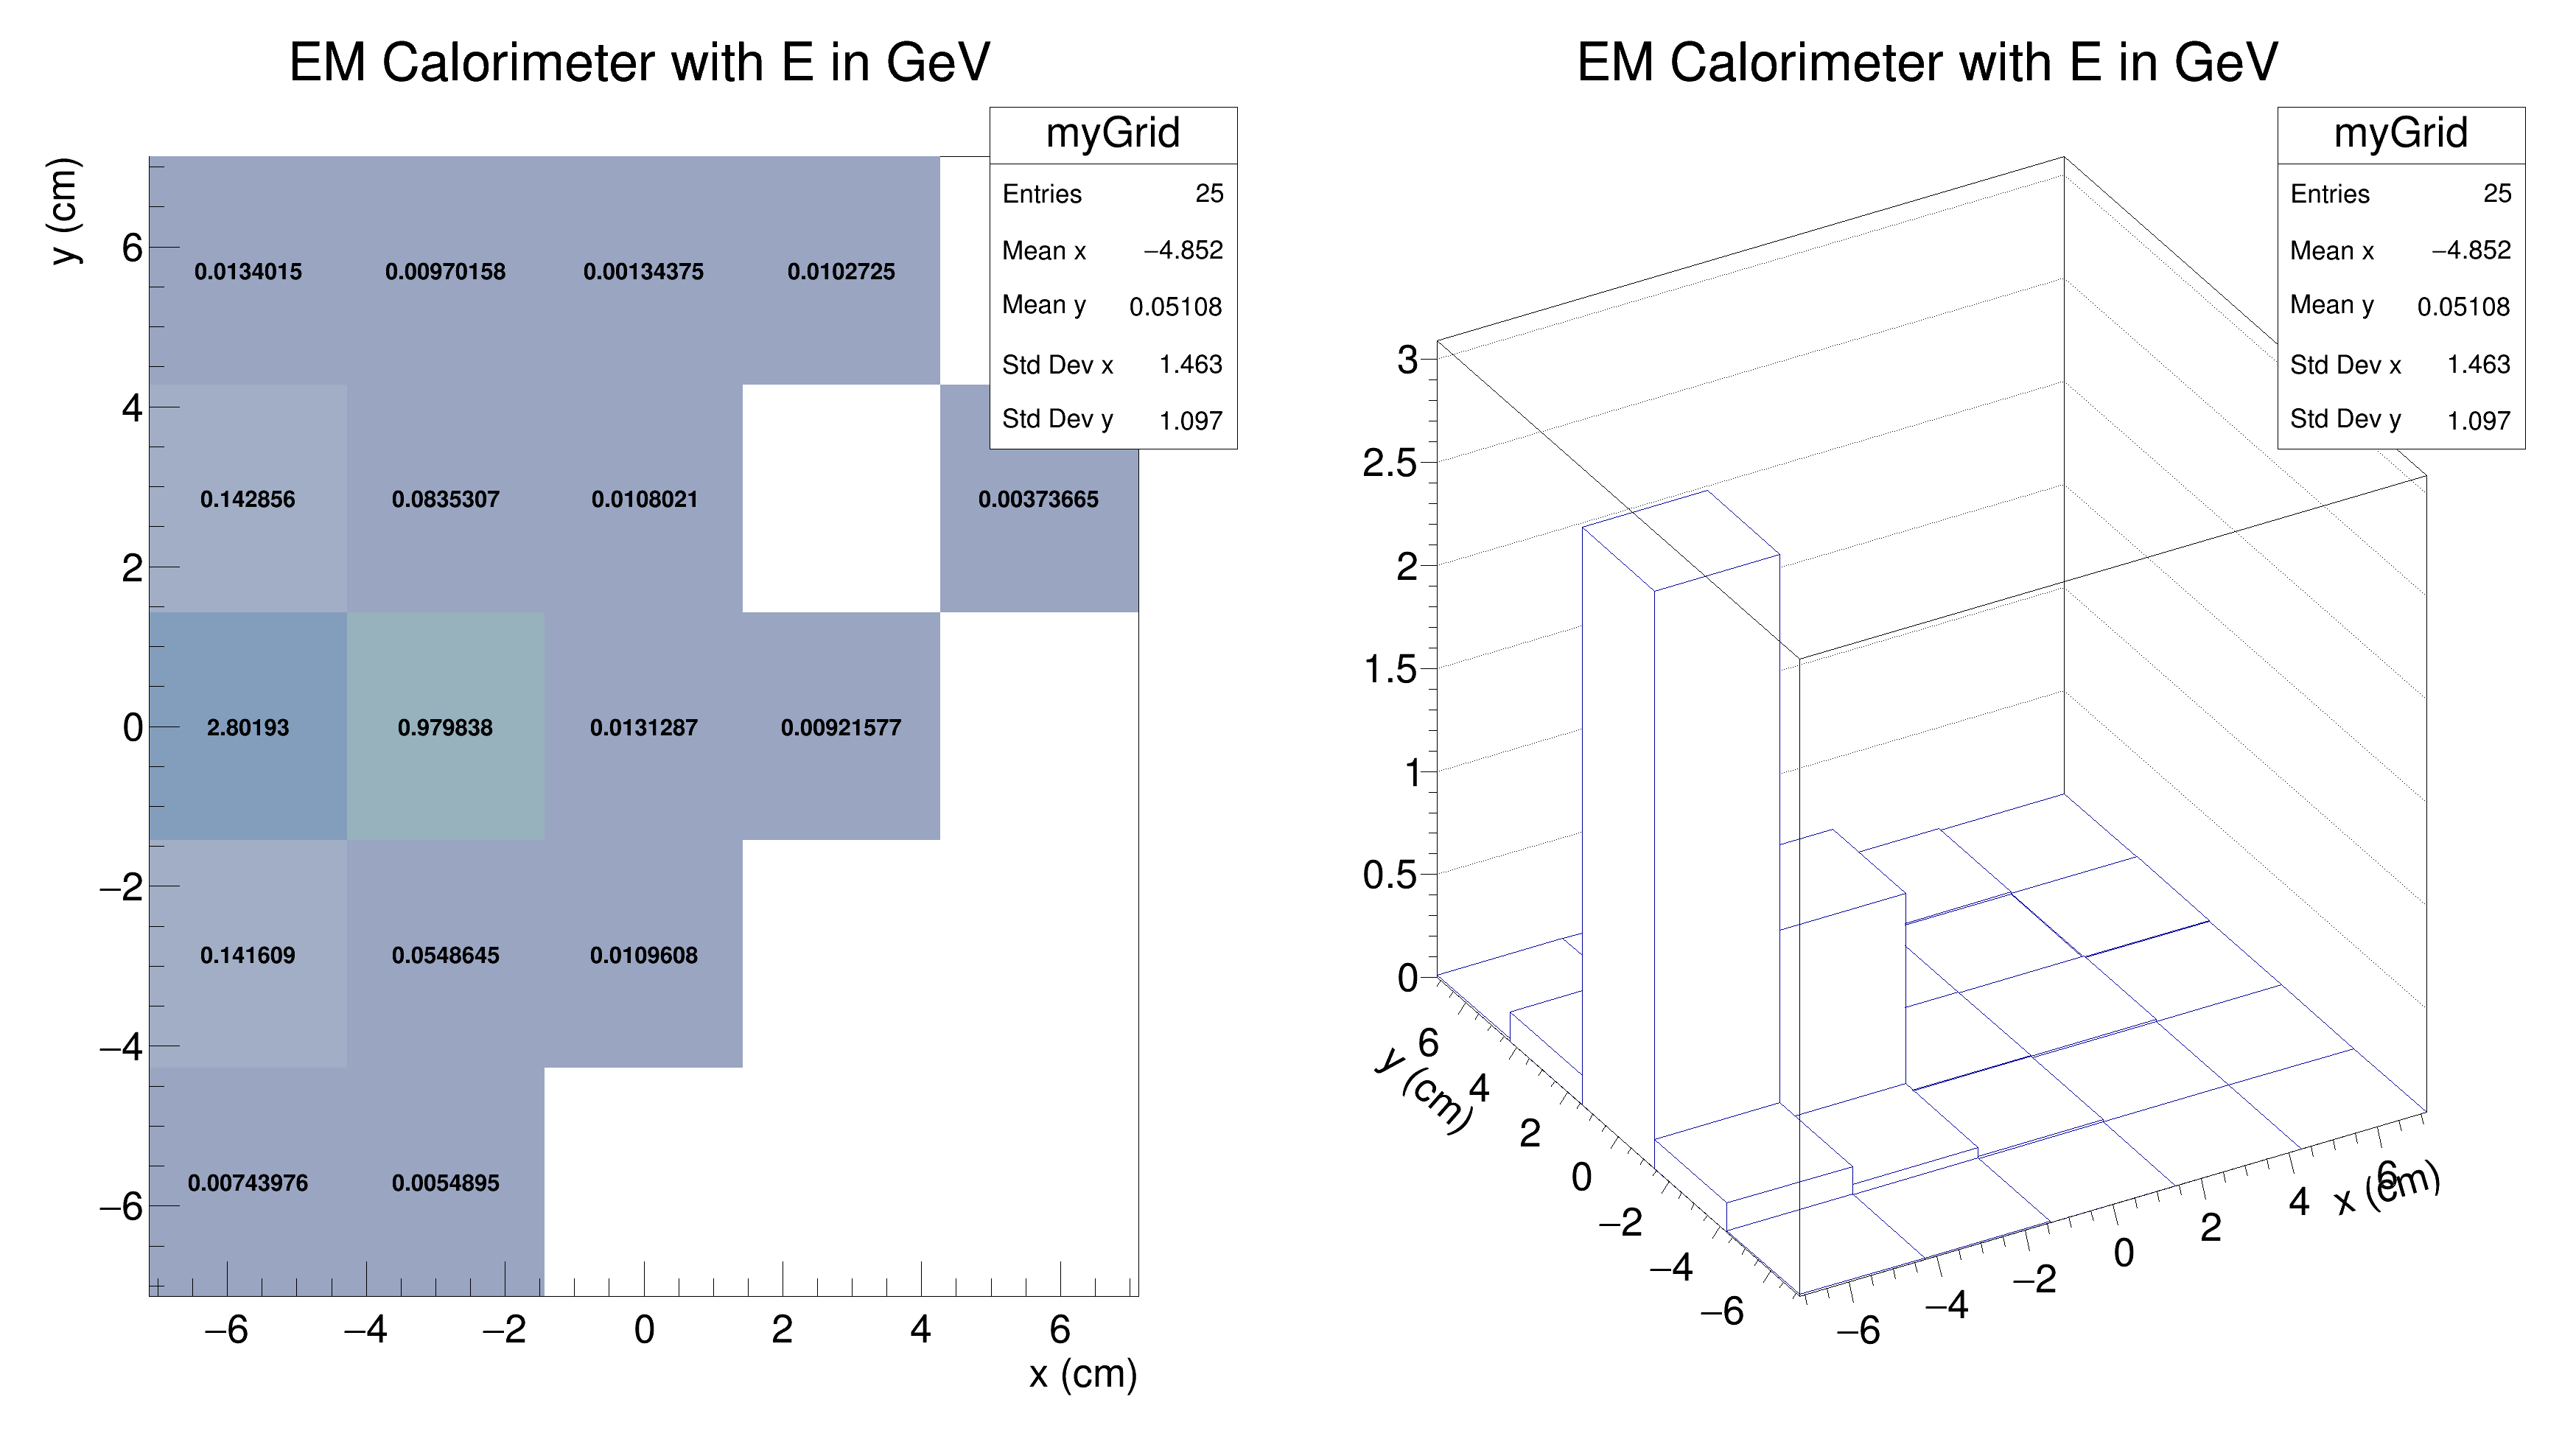 EM Calorimeter with E in GeV
myGrid
Entries 25
Mean x −4.852
Mean y 0.05108
Std Dev x 1.463
Std Dev y 1.097
y (cm)
6
4
2
0
−2
−4
−6
0.0134015 0.00970158 0.00134375 0.0102725
0.142856 0.0835307 0.0108021 0.00373665
2.80193 0.979838 0.0131287 0.00921577
0.141609 0.0548645 0.0109608
0.00743976 0.0054895
−6 −4 −2 0 2 4 6
x (cm)
EM Calorimeter with E in GeV
myGrid
Entries 25
Mean x −4.852
Mean y 0.05108
Std Dev x 1.463
Std Dev y 1.097
3
2.5
2
1.5
1
0.5
0
6
4
2
0
−2
−4
−6
y (cm)
−6 −4 −2 0 2 4 6
x (cm)